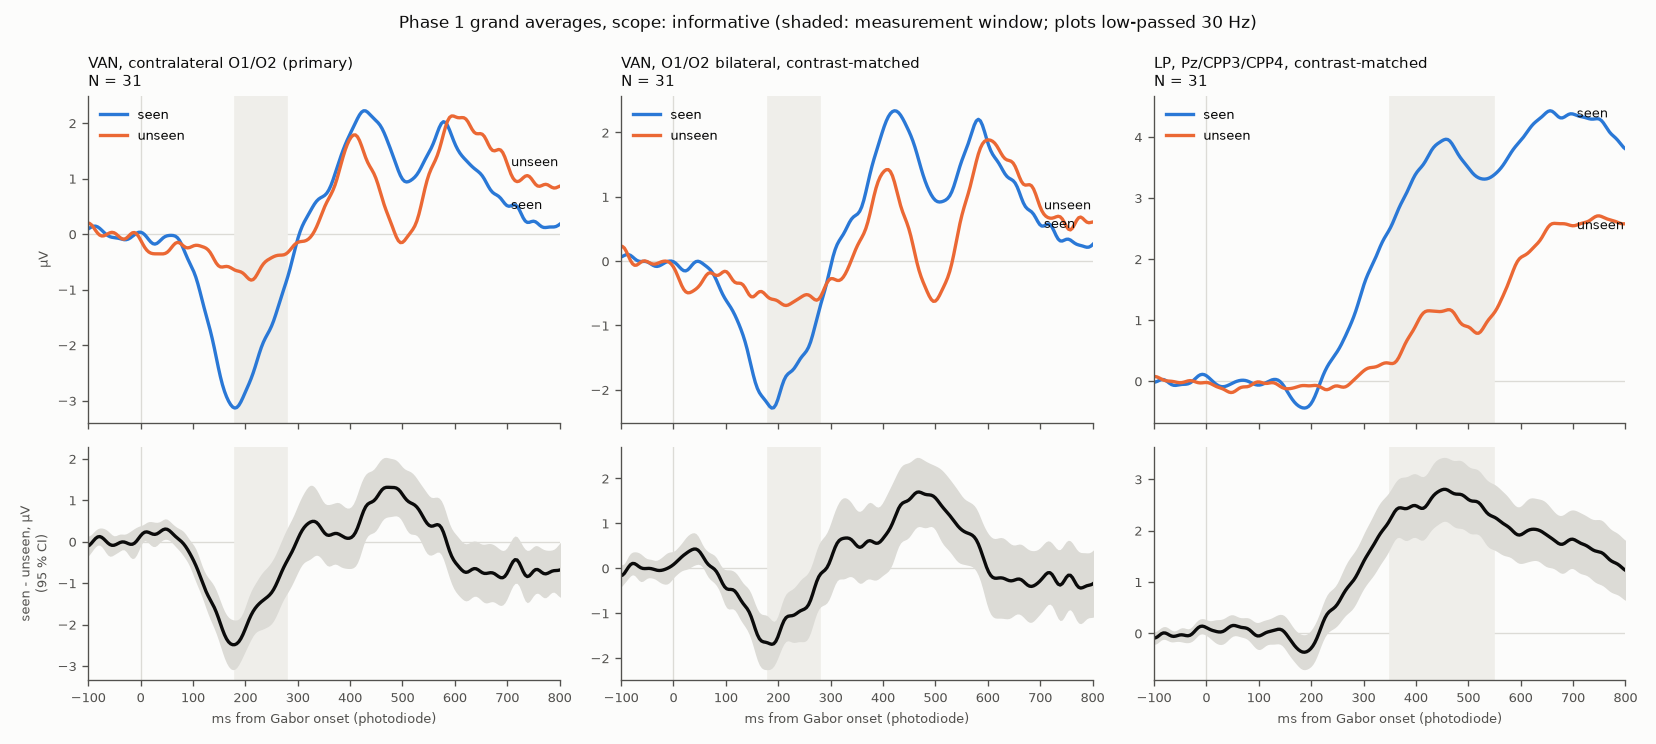 Phase 1 grand averages, scope: informative (shaded: measurement window; plots low-passed 30 Hz)
VAN, contralateral O1/O2 (primary)
N = 31
seen
unseen
2
1
0
−1
−2
−3
µV
unseen
seen
VAN, O1/O2 bilateral, contrast-matched
N = 31
seen
unseen
2
1
0
−1
−2
unseen
seen
LP, Pz/CPP3/CPP4, contrast-matched
N = 31
seen
unseen
4
3
2
1
0
seen
unseen
2
1
0
−1
−2
−3
seen - unseen, µV
(95 % CI)
−100 0 100 200 300 400 500 600 700 800
ms from Gabor onset (photodiode)
2
1
0
−1
−2
−100 0 100 200 300 400 500 600 700 800
ms from Gabor onset (photodiode)
3
2
1
0
−100 0 100 200 300 400 500 600 700 800
ms from Gabor onset (photodiode)